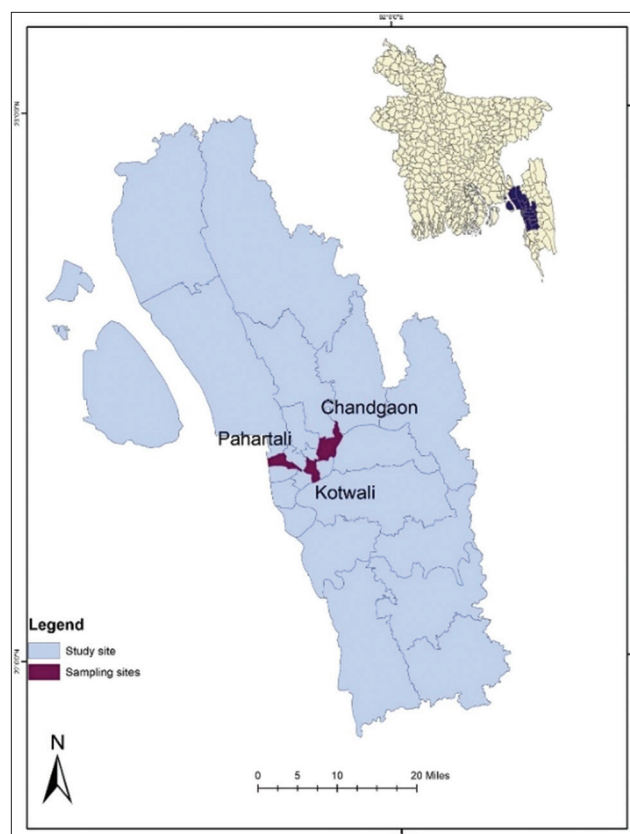 Chandgaon
Pahartali
Kotwali
Legend
Study site
Sampling sites
N
0 5 10 20 Miles